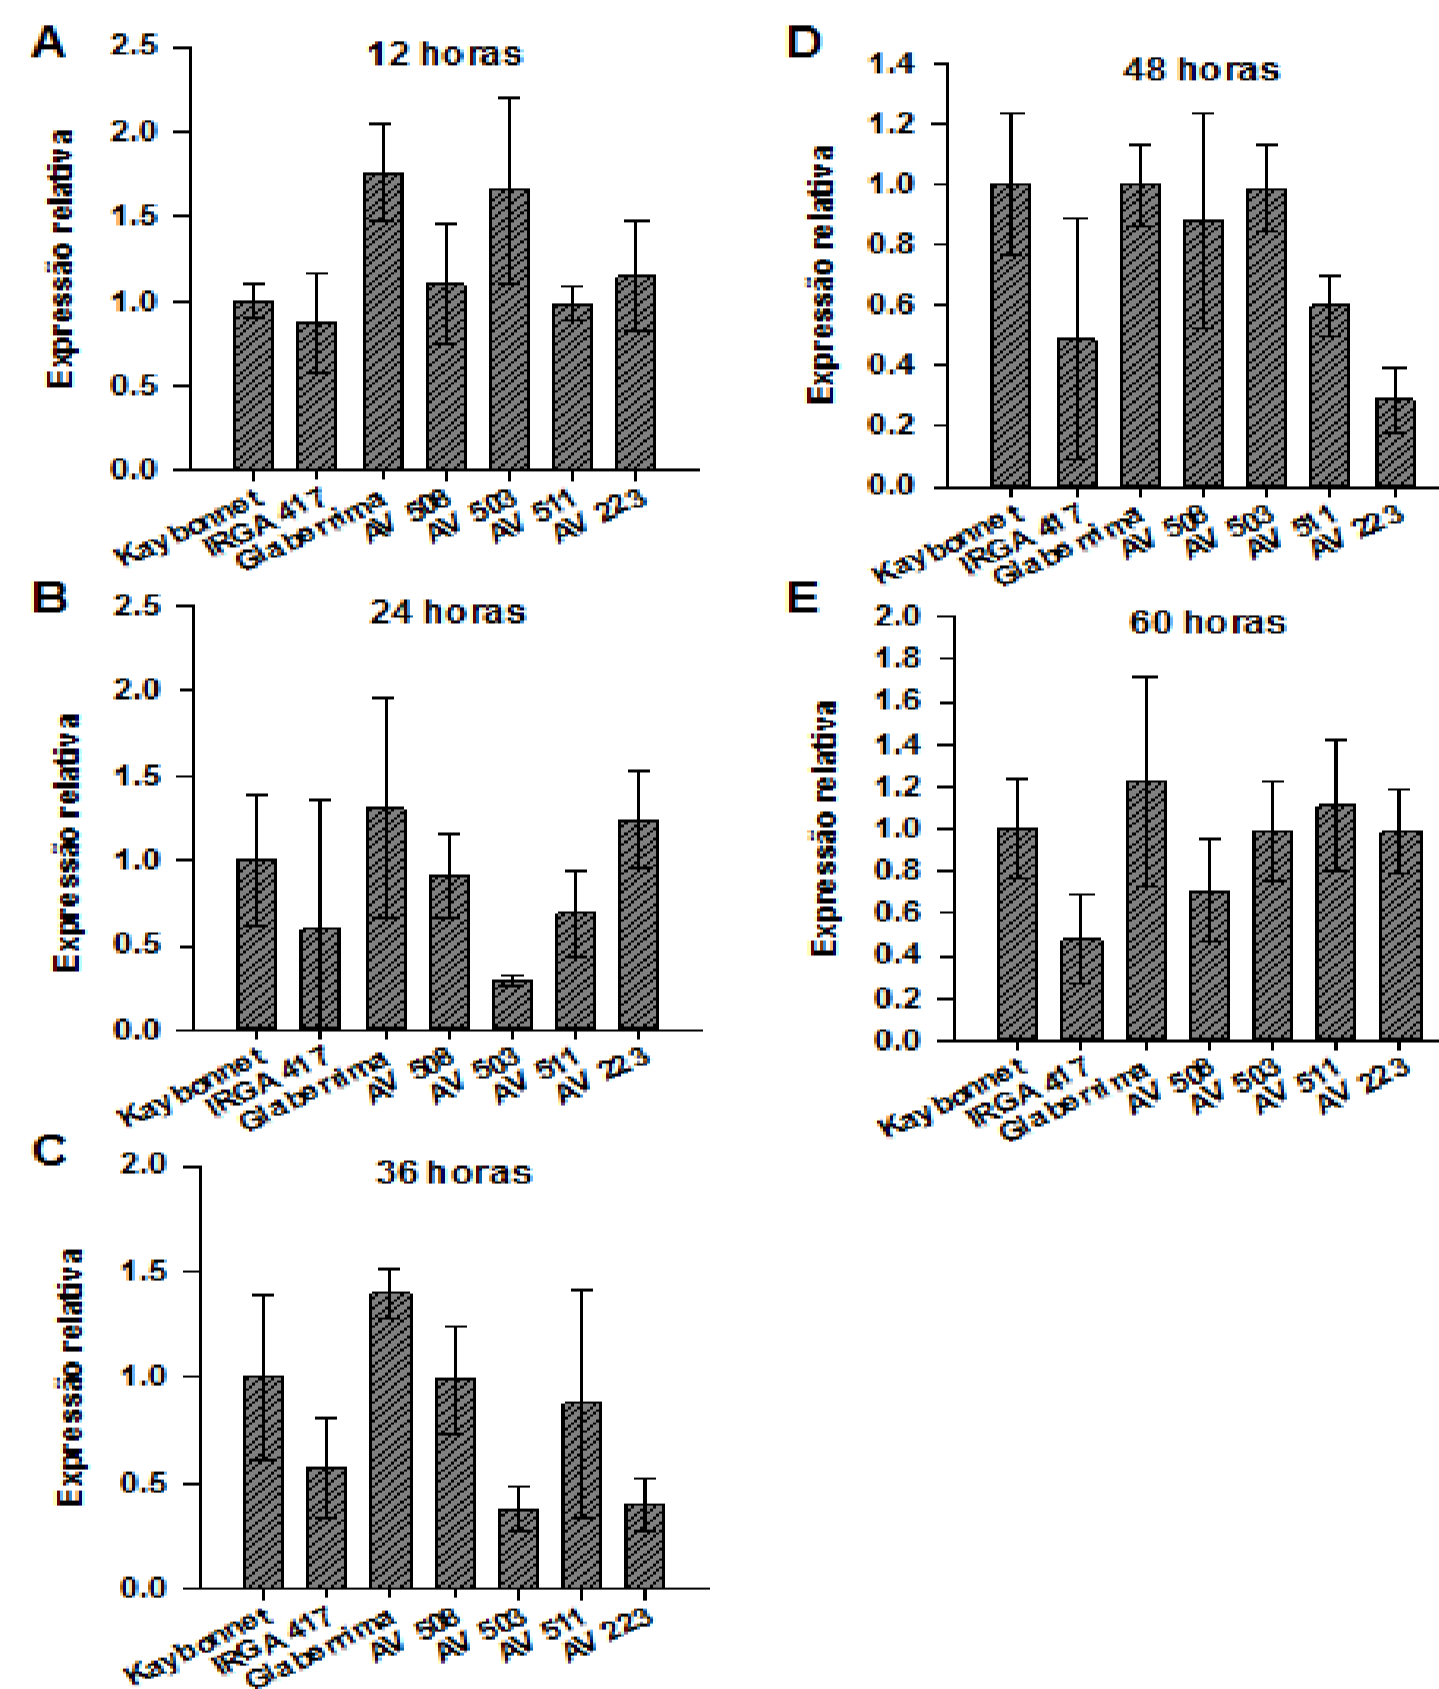 A
12 horas
Expressão relativa
2.5
2.0
1.5
1.0
0.5
0.0
Kaybonnet
IRGA 417
Glaberrima
AV 508
AV 503
AV 511
AV 223
B
24 horas
Expressão relativa
2.5
2.0
1.5
1.0
0.5
0.0
Kaybonnet
IRGA 417
Glaberrima
AV 508
AV 503
AV 511
AV 223
C
36 horas
Expressão relativa
2.0
1.5
1.0
0.5
0.0
Kaybonnet
IRGA 417
Glaberrima
AV 508
AV 503
AV 511
AV 223
D
48 horas
Expressão relativa
1.4
1.2
1.0
0.8
0.6
0.4
0.2
0.0
Kaybonnet
IRGA 417
Glaberrima
AV 508
AV 503
AV 511
AV 223
E
60 horas
Expressão relativa
2.0
1.8
1.6
1.4
1.2
1.0
0.8
0.6
0.4
0.2
0.0
Kaybonnet
IRGA 417
Glaberrima
AV 508
AV 503
AV 511
AV 223